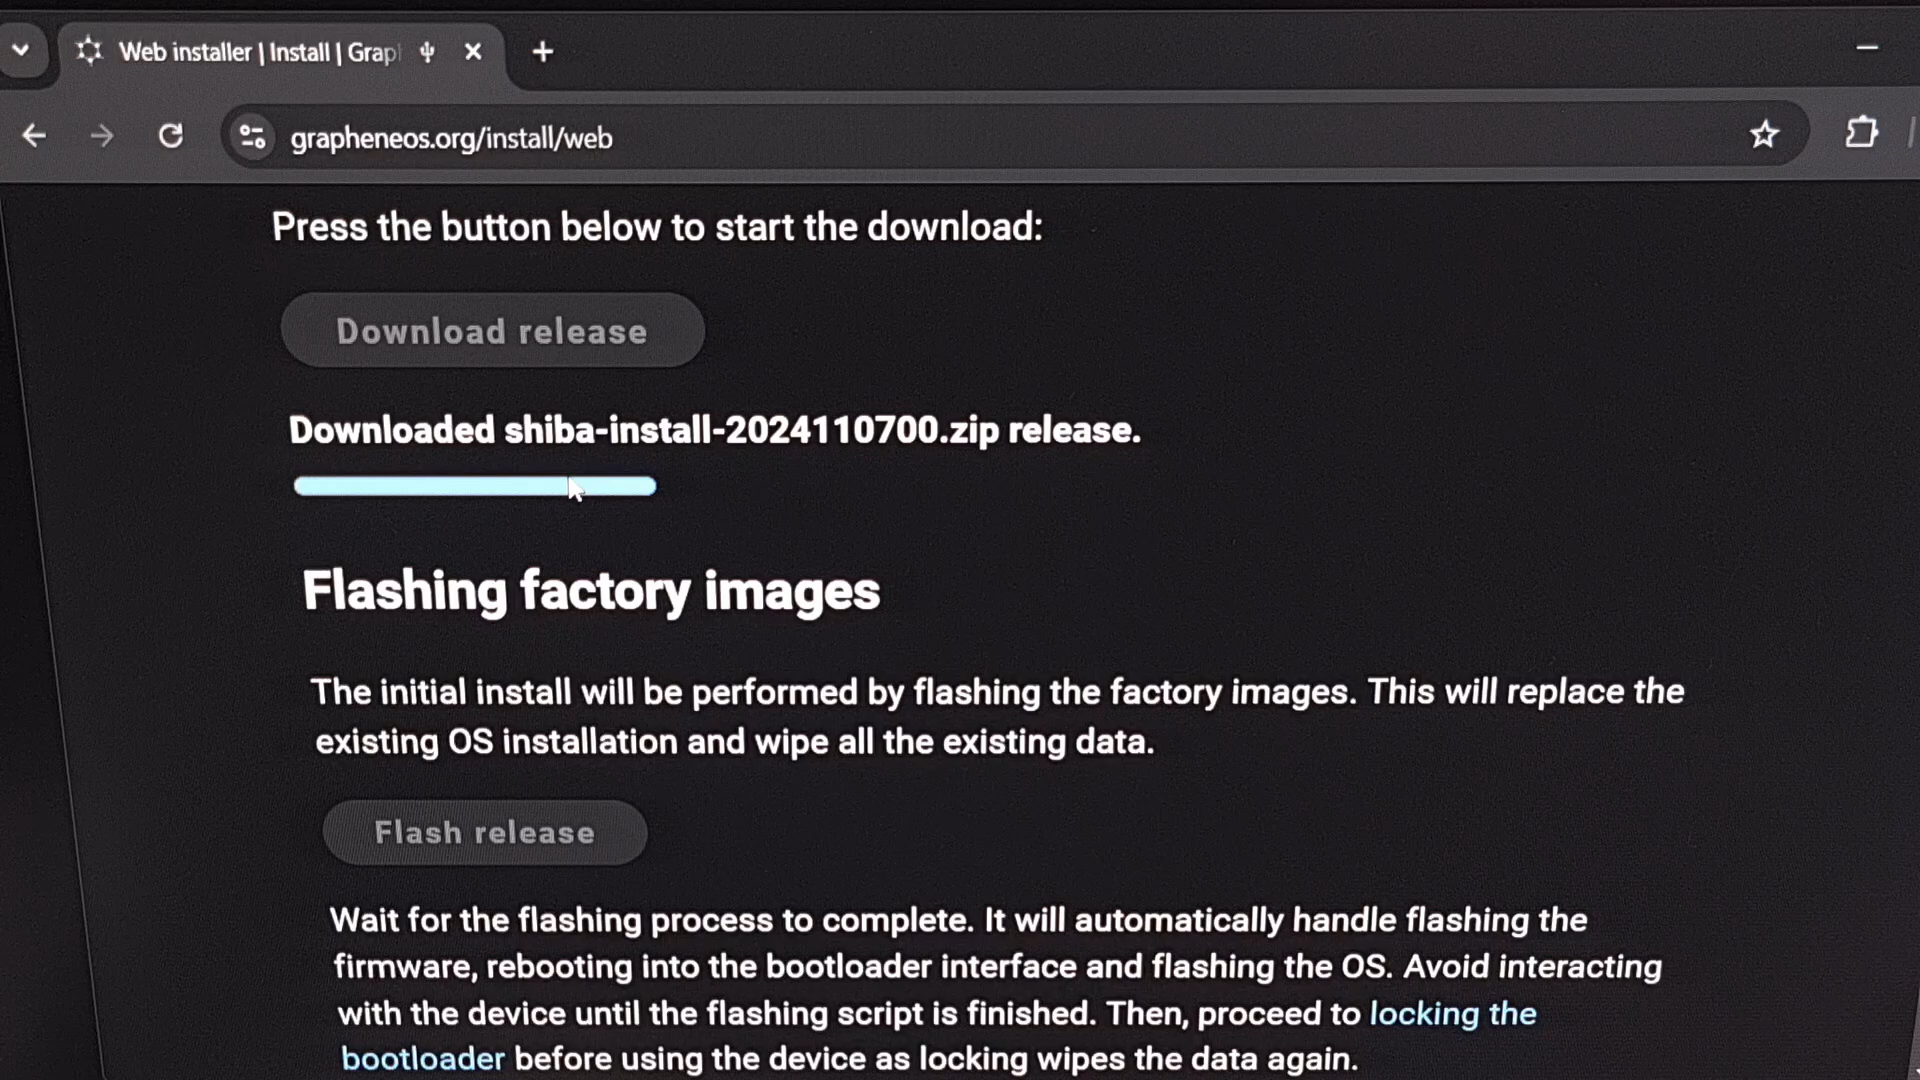 Web installer | Install | Grap
grapheneos.org/install/web
Press the button below to start the download:
Download release
Downloaded shiba-install-2024110700.zip release.
Flashing factory images
The initial install will be performed by flashing the factory images. This will replace the
existing OS installation and wipe all the existing data.
Flash release
Wait for the flashing process to complete. It will automatically handle flashing the
firmware, rebooting into the bootloader interface and flashing the OS. Avoid interacting
with the device until the flashing script is finished. Then, proceed to locking the
bootloader before using the device as locking wipes the data again.